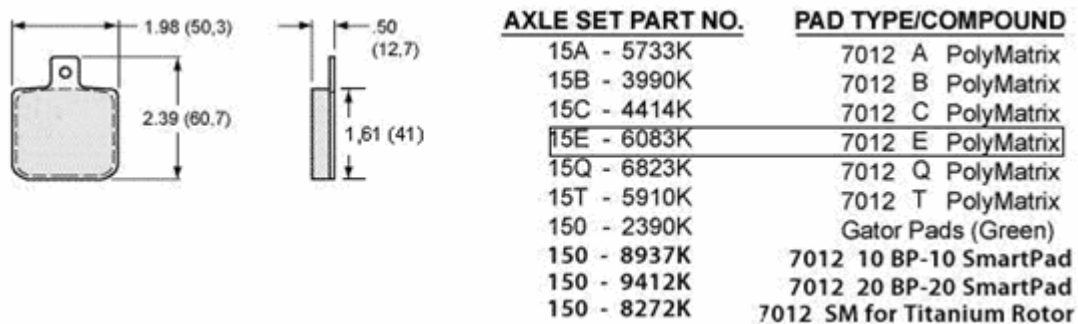 1.98 (50,3)
.50
(12,7)
2.39 (60,7)
1,61 (41)
AXLE SET PART NO. PAD TYPE/COMPOUND
15A - 5733K 7012 A PolyMatrix
15B - 3990K 7012 B PolyMatrix
15C - 4414K 7012 C PolyMatrix
15E - 6083K 7012 E PolyMatrix
15Q - 6823K 7012 Q PolyMatrix
15T - 5910K 7012 T PolyMatrix
150 - 2390K Gator Pads (Green)
150 - 8937K 7012 10 BP-10 SmartPad
150 - 9412K 7012 20 BP-20 SmartPad
150 - 8272K 7012 SM for Titanium Rotor